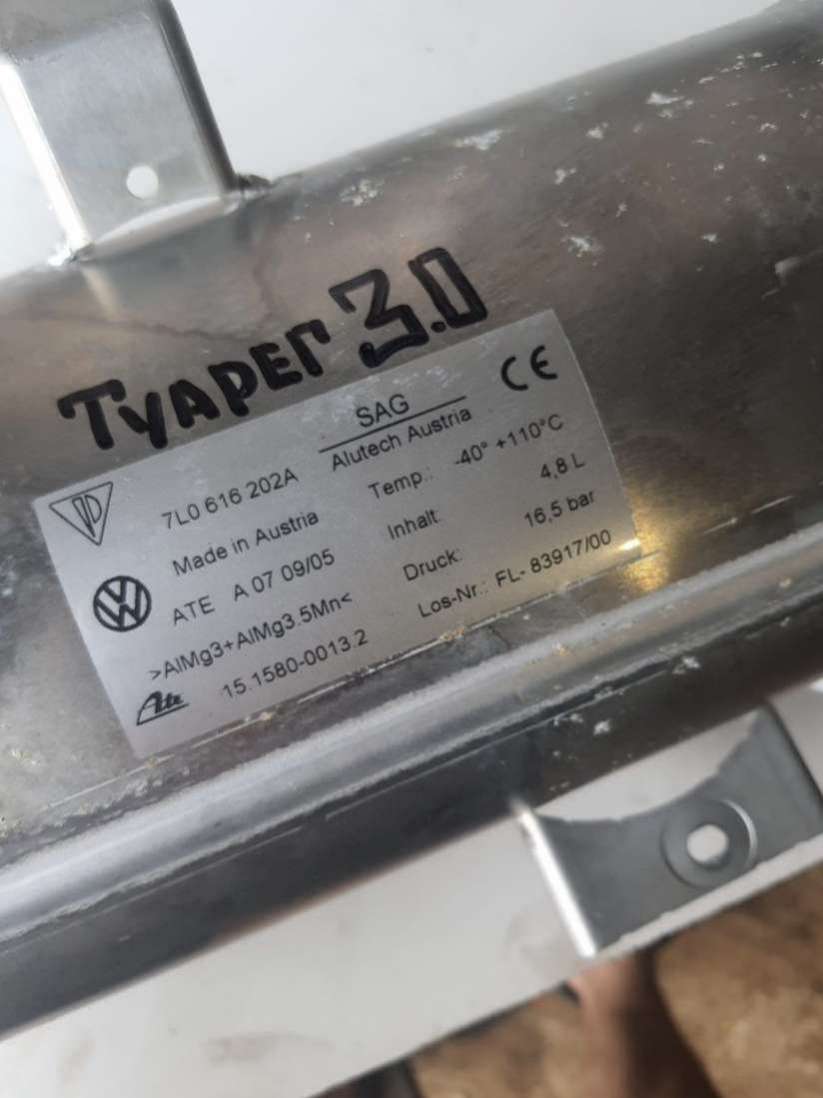 ТУАРЕГ 3.0
SAG
Alutech Austria
CE
7L0 616 202A
Made in Austria
ATE A 07 09/05
>AlMg3+AlMg3.5Mn<
Ate 15.1580-0013.2
Temp.: -40° +110°C
Inhalt: 4,8 L
Druck: 16,5 bar
Los-Nr.: FL- 83917/00